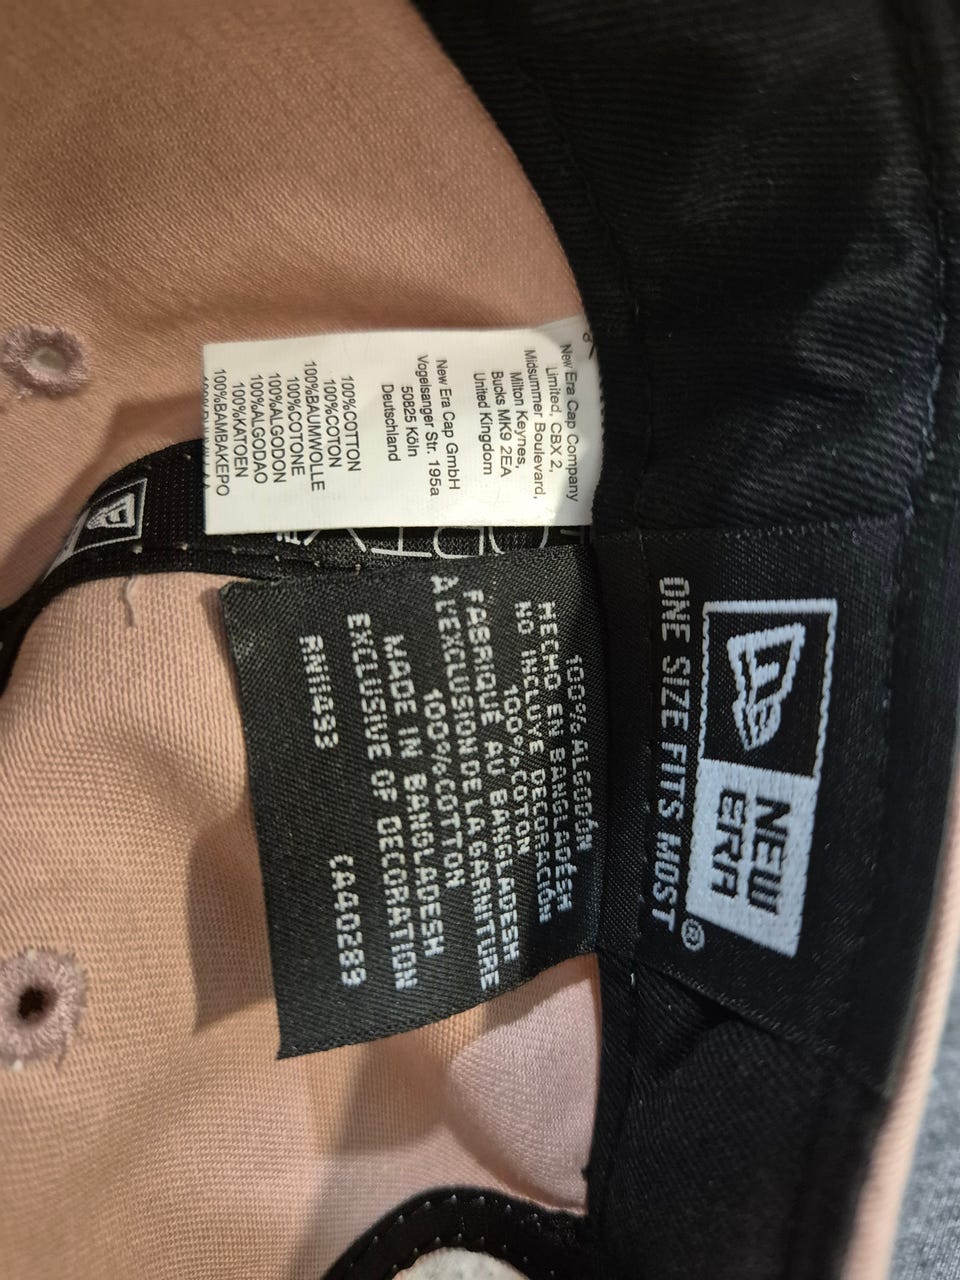 New Era Cap Company
Limited, CBX 2,
Midsummer Boulevard,
Milton Keynes,
Bucks MK9 2EA
United Kingdom
New Era Cap GmbH
Vogelsanger Str. 195a
50825 Köln
Deutschland
100%COTTON
100%COTON
100%BAUMWOLLE
100%COTONE
100%ALGODON
100%ALGODAO
100%KATOEN
100%BAMBAKEPO
100% ALGODÓN
HECHO EN BANGLADESH
NO INCLUVE DECORACIÓN
100%COTON
FABRIQUÉ AU BANGLADESH
A L'EXCLUSION DE LA GARNITURE
100%COTTON
MADE IN BANGLADESH
EXCLUSIVE OF DECORATION
RN11433 CA40289
NEW
ERA®
ONE SIZE FITS MOST